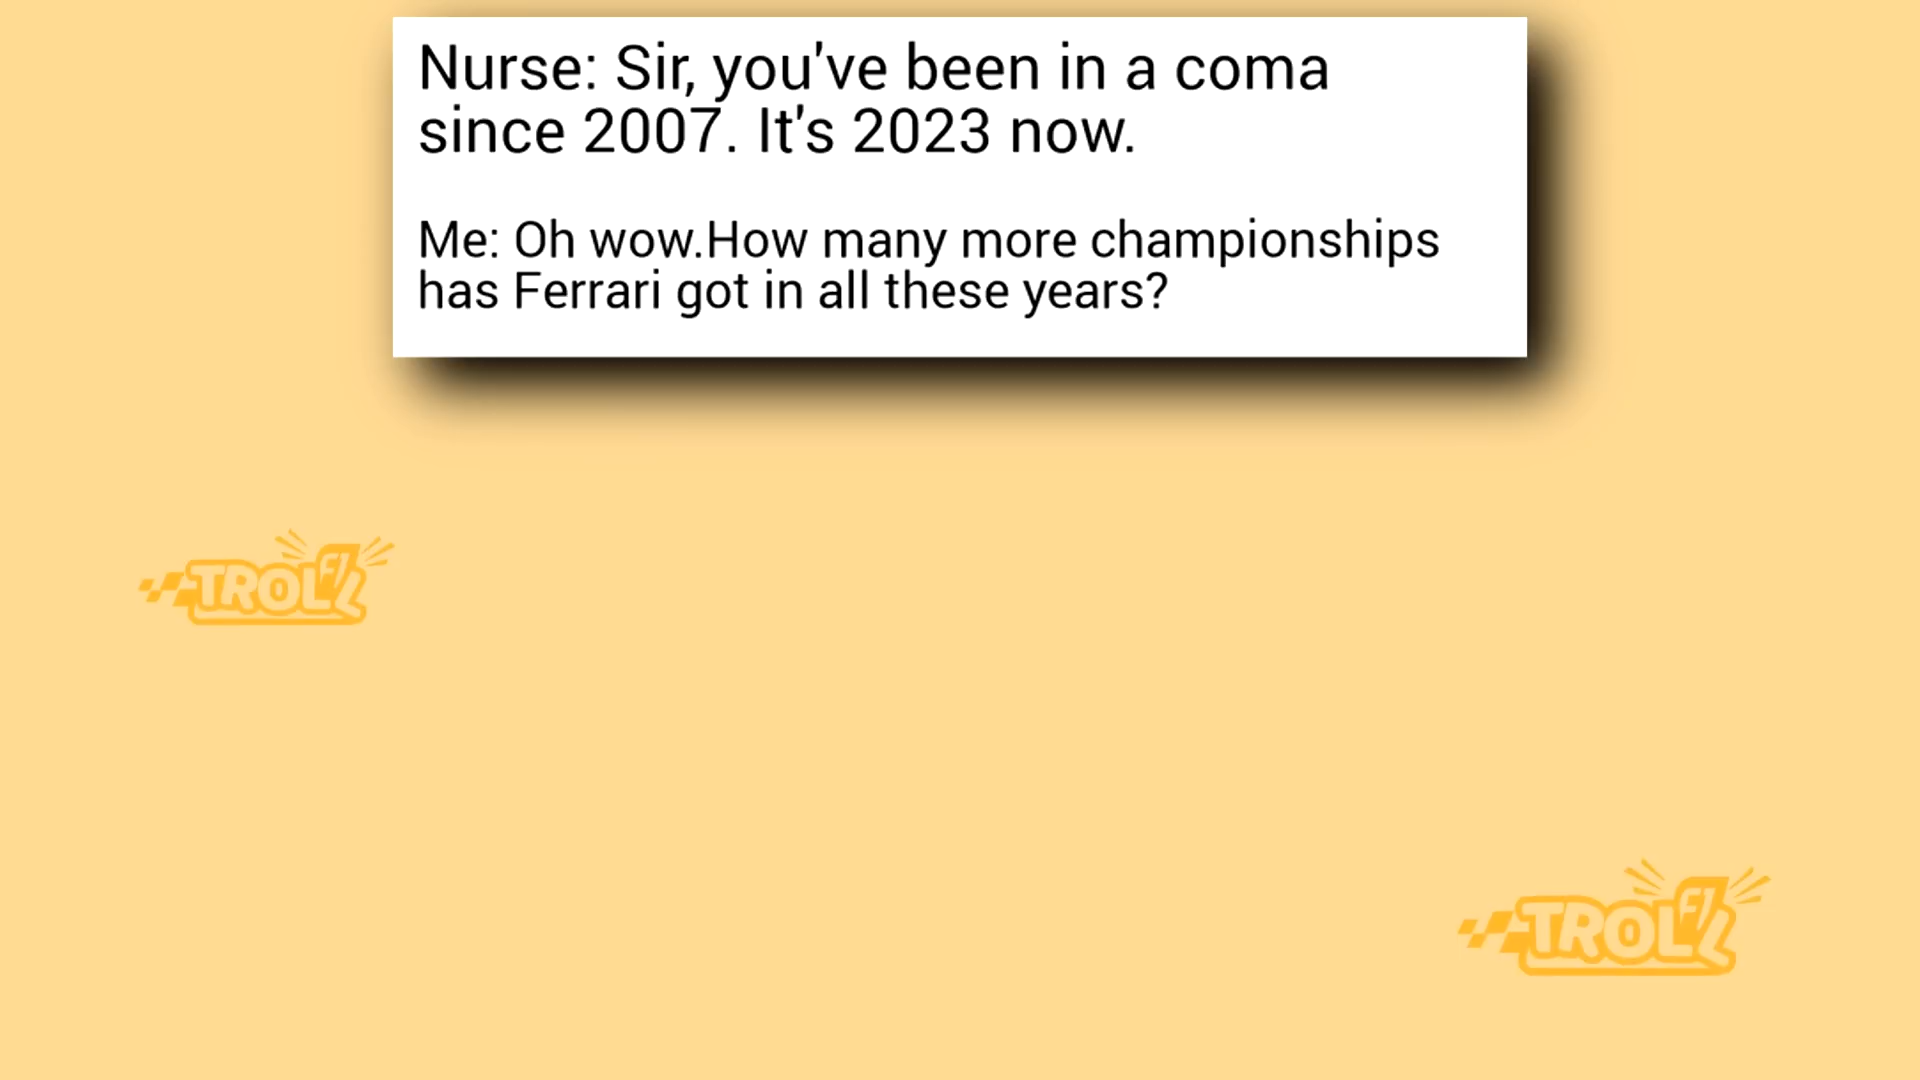 Nurse: Sir, you've been in a coma
since 2007. It's 2023 now.
Me: Oh wow.How many more championships
has Ferrari got in all these years?
TROLL F1
TROLL F1